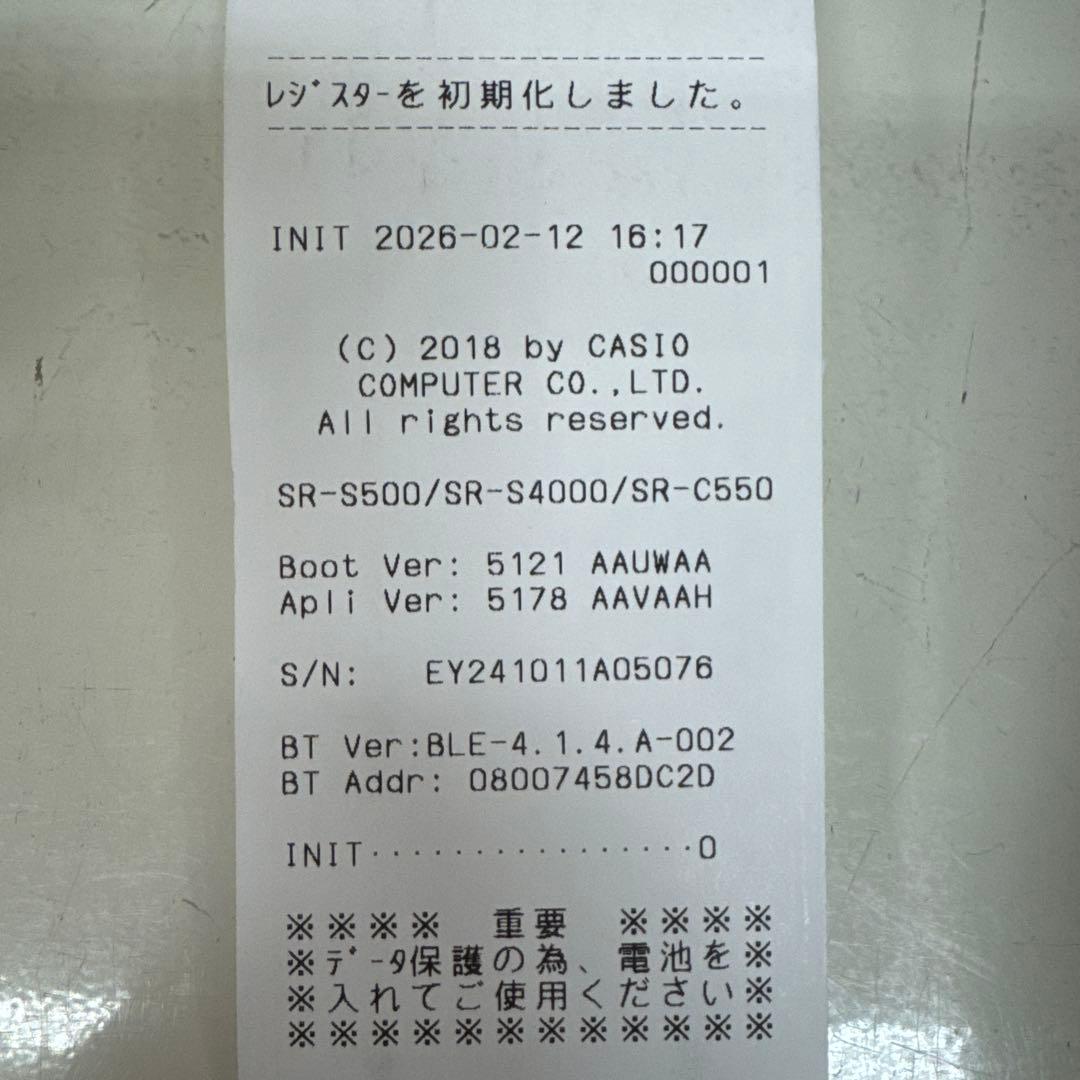 ------------------------
ﾚｼﾞｽﾀｰを初期化しました。
------------------------
INIT 2026-02-12 16:17
000001
(C) 2018 by CASIO
COMPUTER CO.,LTD.
All rights reserved.
SR-S500/SR-S4000/SR-C550
Boot Ver: 5121 AAUWAA
Apli Ver: 5178 AAVAAH
S/N: EY241011A05076
BT Ver:BLE-4.1.4.A-002
BT Addr: 08007458DC2D
INIT················0
※※※※ 重要 ※※※※
※ﾃﾞｰﾀ保護の為、電池を※
※入れてご使用ください※
※※※※※※※※※※※※